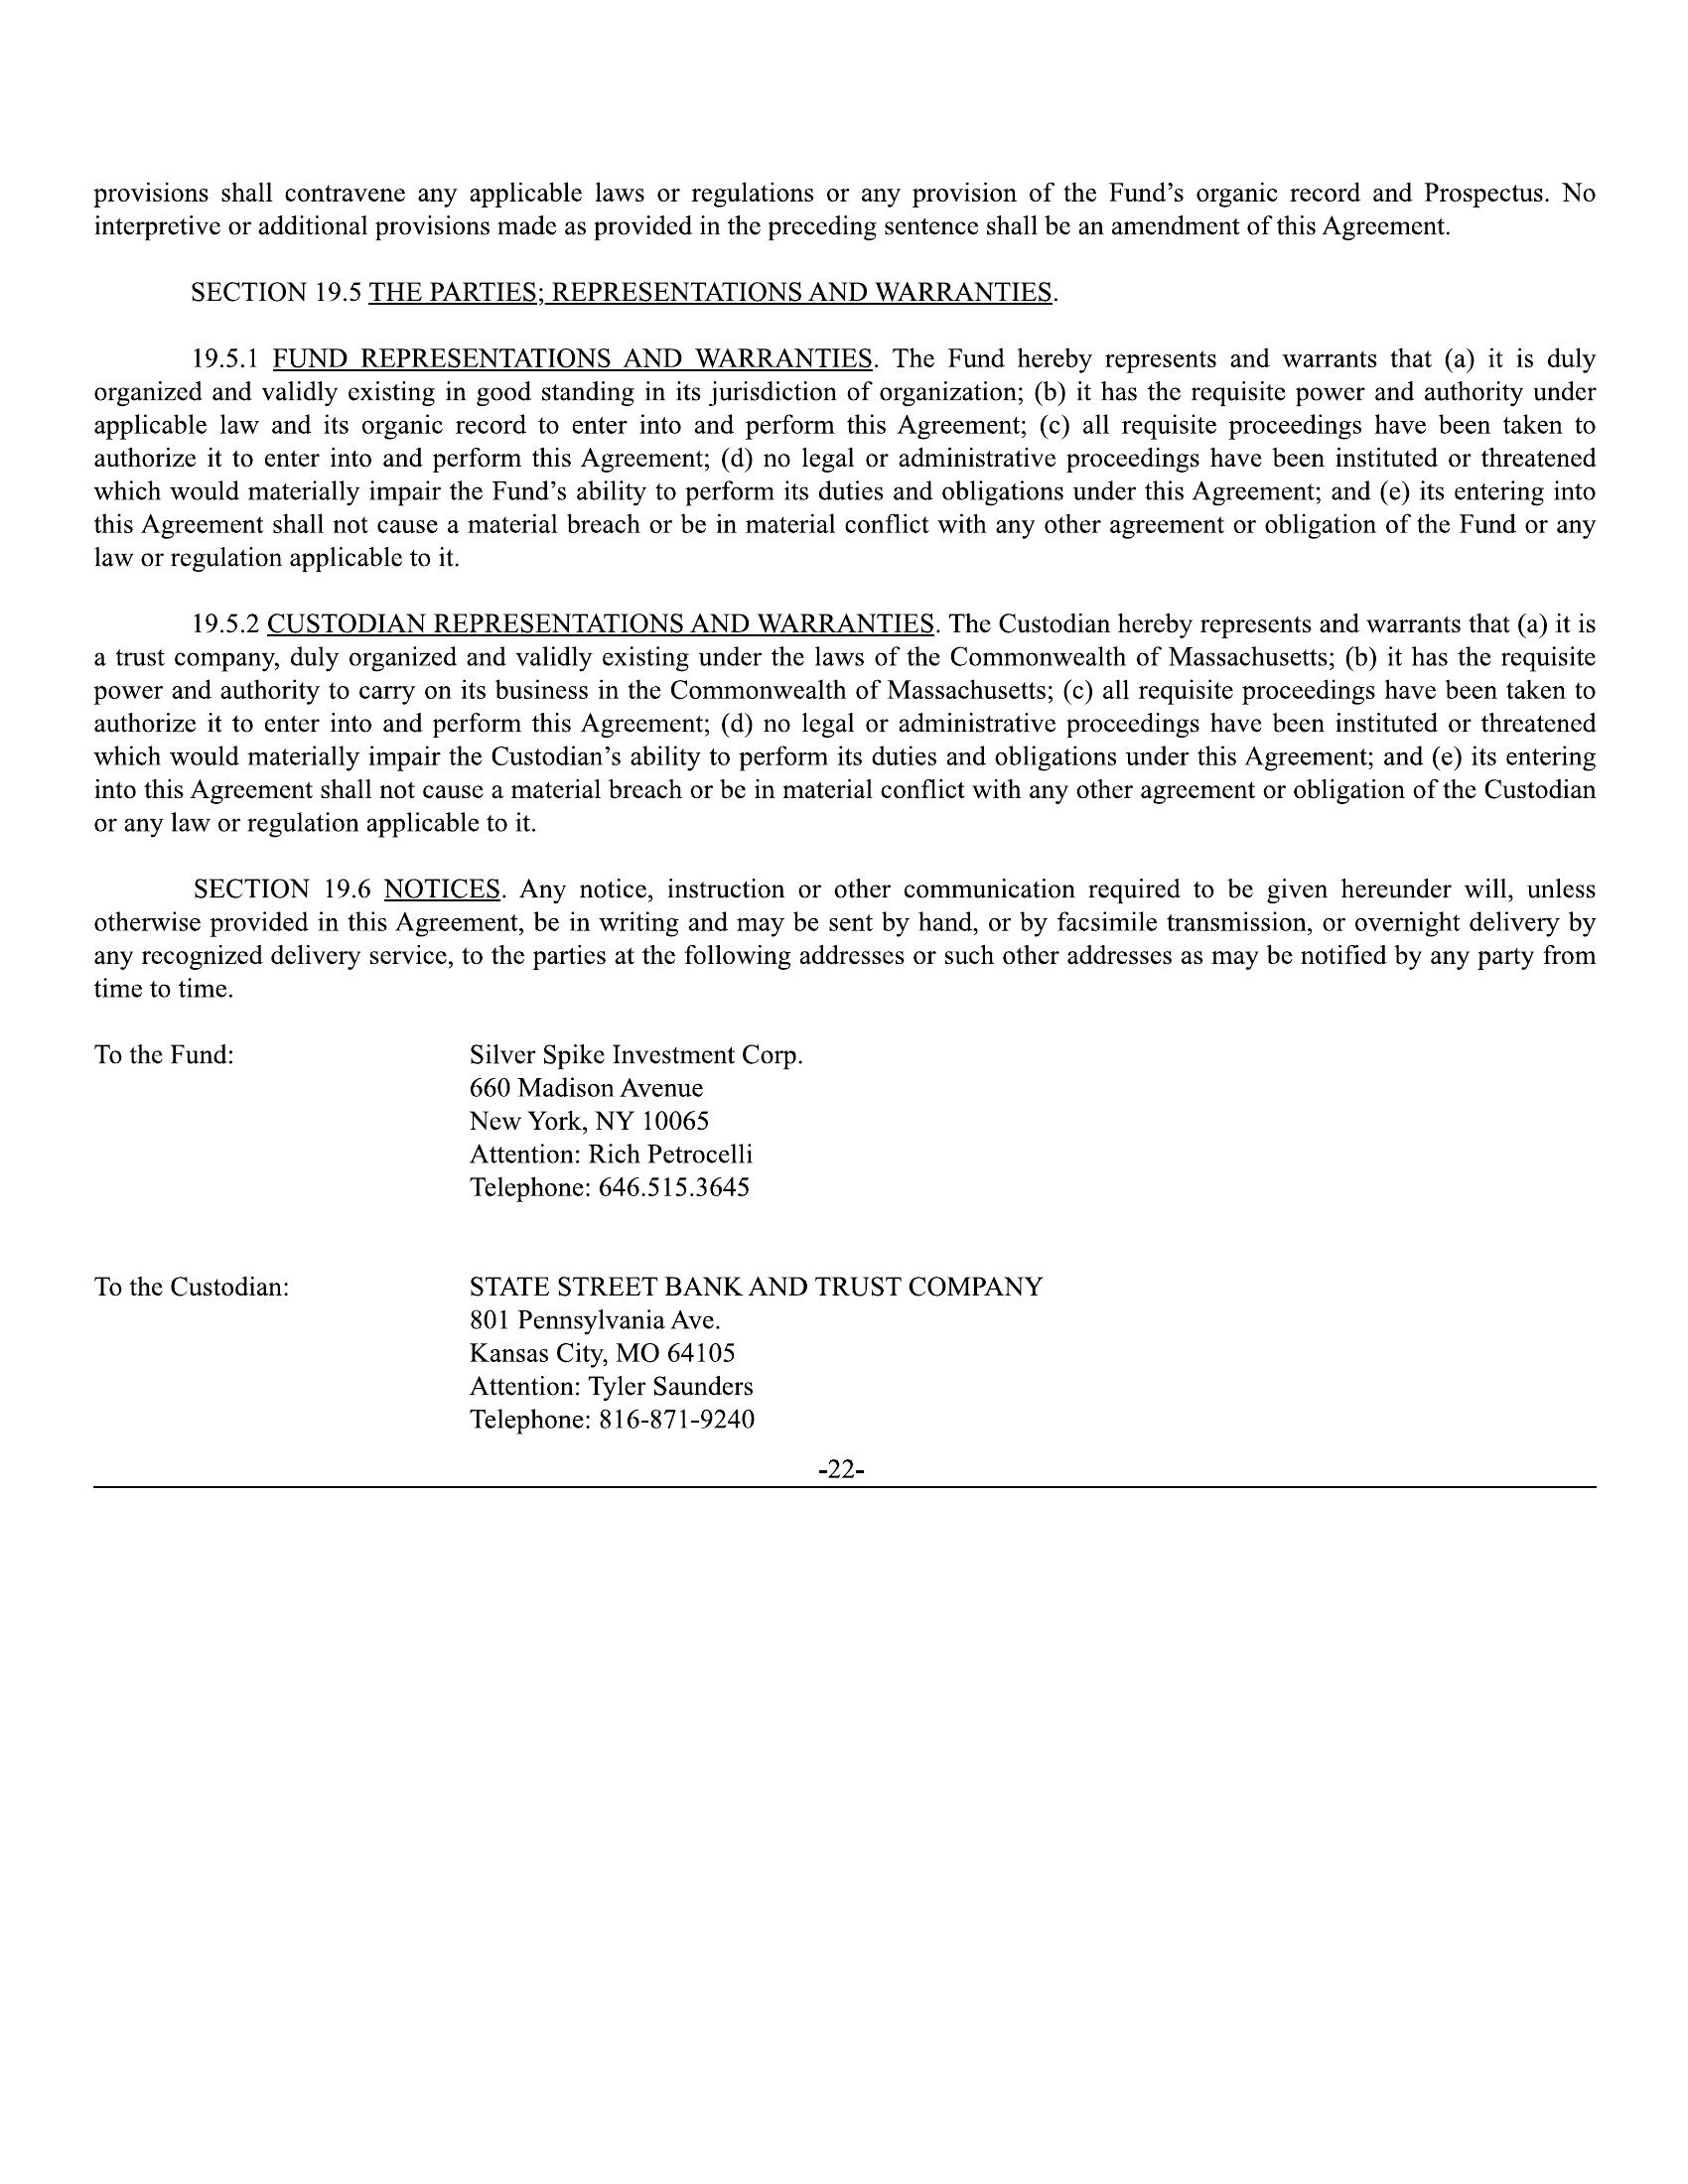 provisions shall contravene any applicable laws or regulations or any provision of the Fund’s organic record and Prospectus. No
interpretive or additional provisions made as provided in the preceding sentence shall be an amendment of this Agreement.
SECTION 19.5 THE PARTIES; REPRESENTATIONS AND WARRANTIES.
19.5.1 FUND REPRESENTATIONS AND WARRANTIES. The Fund hereby represents and warrants that (a) it is duly
organized and validly existing in good standing in its jurisdiction of organization; (b) it has the requisite power and authority under
applicable law and its organic record to enter into and perform this Agreement; (c) all requisite proceedings have been taken to
authorize it to enter into and perform this Agreement; (d) no legal or administrative proceedings have been instituted or threatened
which would materially impair the Fund’s ability to perform its duties and obligations under this Agreement; and (e) its entering into
this Agreement shall not cause a material breach or be in material conflict with any other agreement or obligation of the Fund or any
law or regulation applicable to it.
19.5.2 CUSTODIAN REPRESENTATIONS AND WARRANTIES. The Custodian hereby represents and warrants that (a) it is
a trust company, duly organized and validly existing under the laws of the Commonwealth of Massachusetts; (b) it has the requisite
power and authority to carry on its business in the Commonwealth of Massachusetts; (c) all requisite proceedings have been taken to
authorize it to enter into and perform this Agreement; (d) no legal or administrative proceedings have been instituted or threatened
which would materially impair the Custodian’s ability to perform its duties and obligations under this Agreement; and (e) its entering
into this Agreement shall not cause a material breach or be in material conflict with any other agreement or obligation of the Custodian
or any law or regulation applicable to it.
SECTION 19.6 NOTICES. Any notice, instruction or other communication required to be given hereunder will, unless
otherwise provided in this Agreement, be in writing and may be sent by hand, or by facsimile transmission, or overnight delivery by
any recognized delivery service, to the parties at the following addresses or such other addresses as may be notified by any party from
time to time.
To the Fund: Silver Spike Investment Corp.
660 Madison Avenue
New York, NY 10065
Attention: Rich Petrocelli
Telephone: 646.515.3645
To the Custodian: STATE STREET BANK AND TRUST COMPANY
801 Pennsylvania Ave.
Kansas City, MO 64105
Attention: Tyler Saunders
Telephone: 816-871-9240
-22-